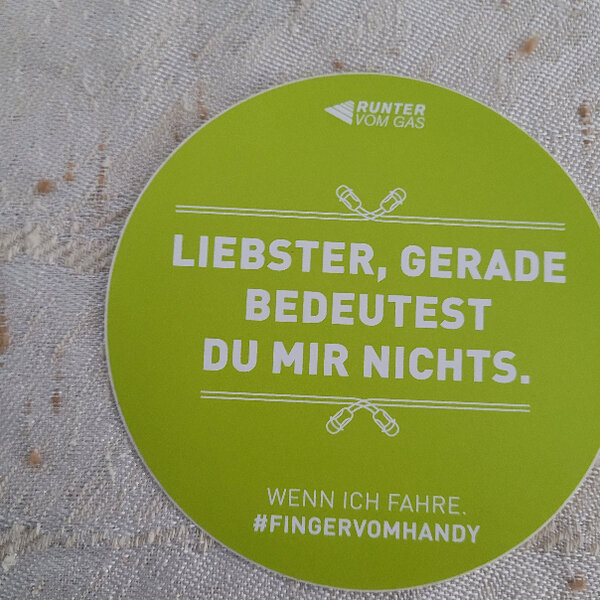 RUNTER
VOM GAS
LIEBSTER, GERADE
BEDEUTEST
DU MIR NICHTS.
WENN ICH FAHRE.
#FINGERVOMHANDY